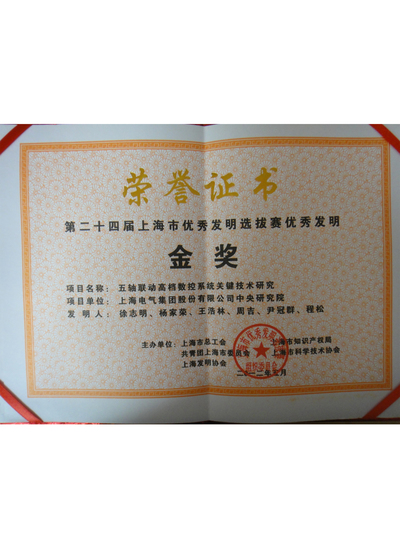 荣誉证书
第二十四届上海市优秀发明选拔赛优秀发明
金奖
项目名称： 五轴联动高档数控系统关键技术研究
项目单位： 上海电气集团股份有限公司中央研究院
发明人： 徐志明、杨家荣、王浩林、周吉、尹冠群、程松
主办单位：上海市总工会 上海市知识产权局
共青团上海市委员会 上海市科学技术协会
上海发明协会
二〇一二年 月